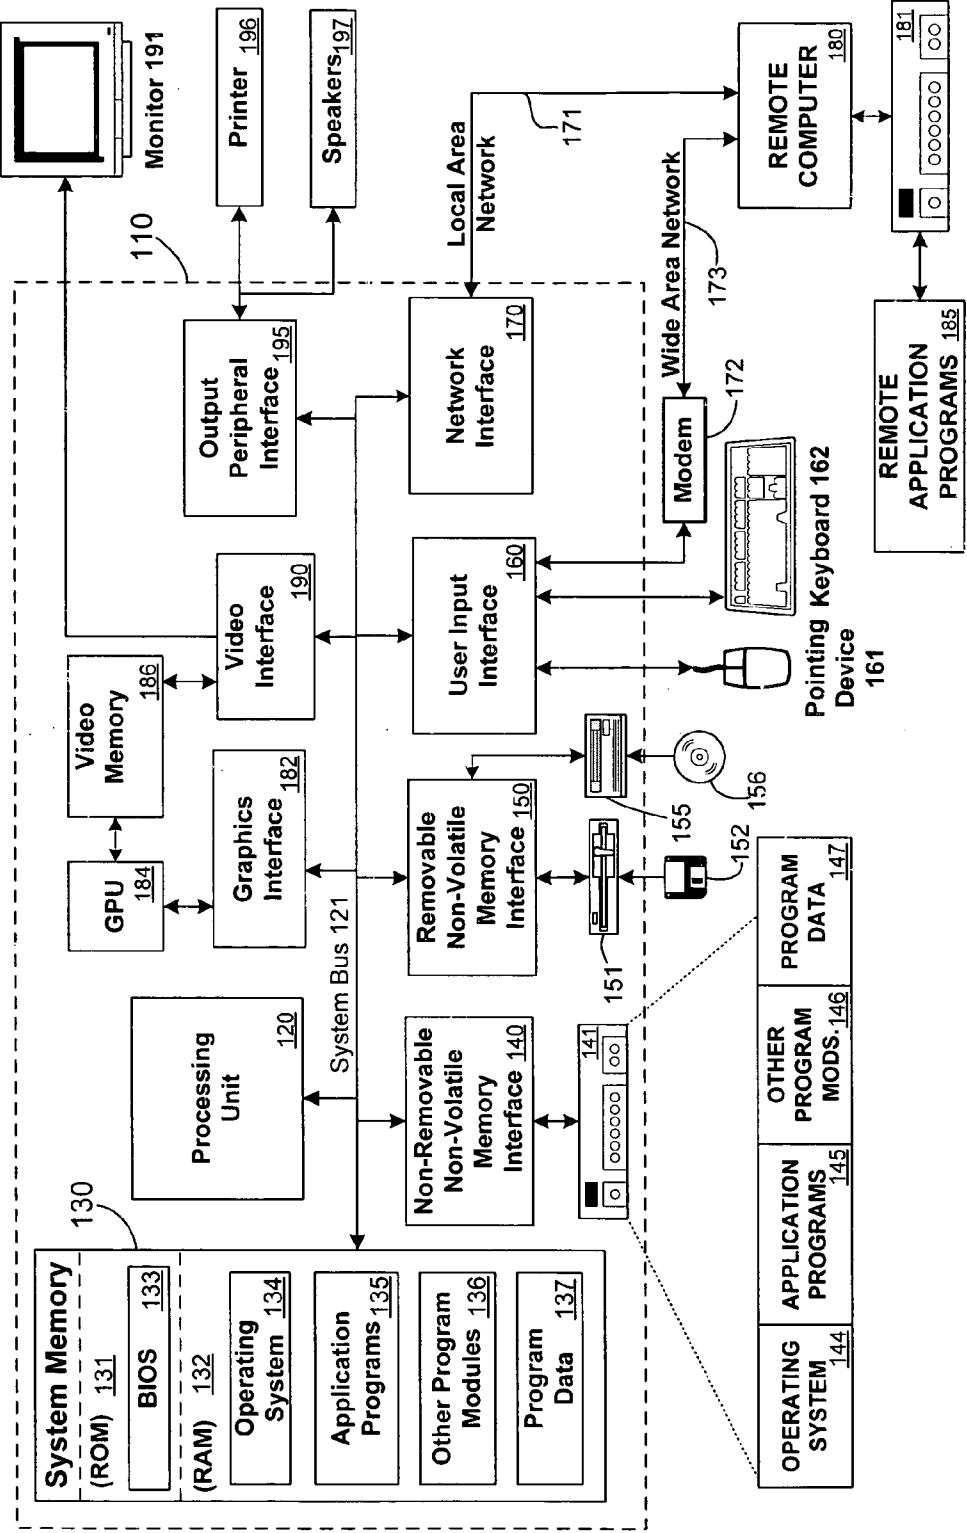 System Memory
(ROM) 131
BIOS 133
(RAM) 132
Operating
System 134
Application
Programs 135
Other Program
Modules 136
Program
Data 137
130
Processing
Unit
120
System Bus 121
GPU
184
Video
Memory
186
Graphics
Interface
182
Video
Interface
190
Output
Peripheral
Interface
195
110
Monitor 191
Printer 196
Speakers 197
Non-Removable
Non-Volatile
Memory
Interface 140
Removable
Non-Volatile
Memory
Interface 150
User Input
Interface
160
Network
Interface
170
Local Area
Network
171
Wide Area Network
173
Modem
172
REMOTE
COMPUTER
180
181
REMOTE
APPLICATION
PROGRAMS 185
141
151
152
155
156
Pointing
Device
161
Keyboard 162
OPERATING
SYSTEM 144
APPLICATION
PROGRAMS 145
OTHER
PROGRAM
MODS. 146
PROGRAM
DATA 147